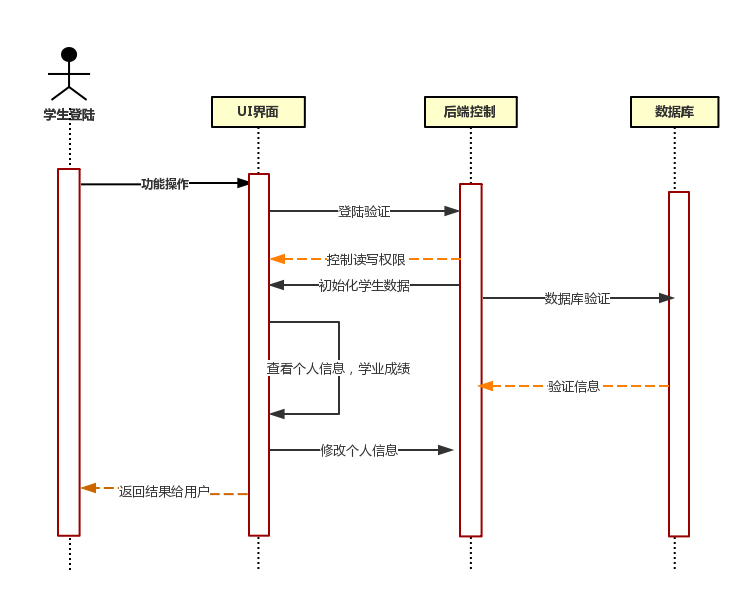 学生登陆
UI界面
后端控制
数据库
功能操作
登陆验证
控制读写权限
初始化学生数据
数据库验证
查看个人信息，学业成绩
验证信息
修改个人信息
返回结果给用户